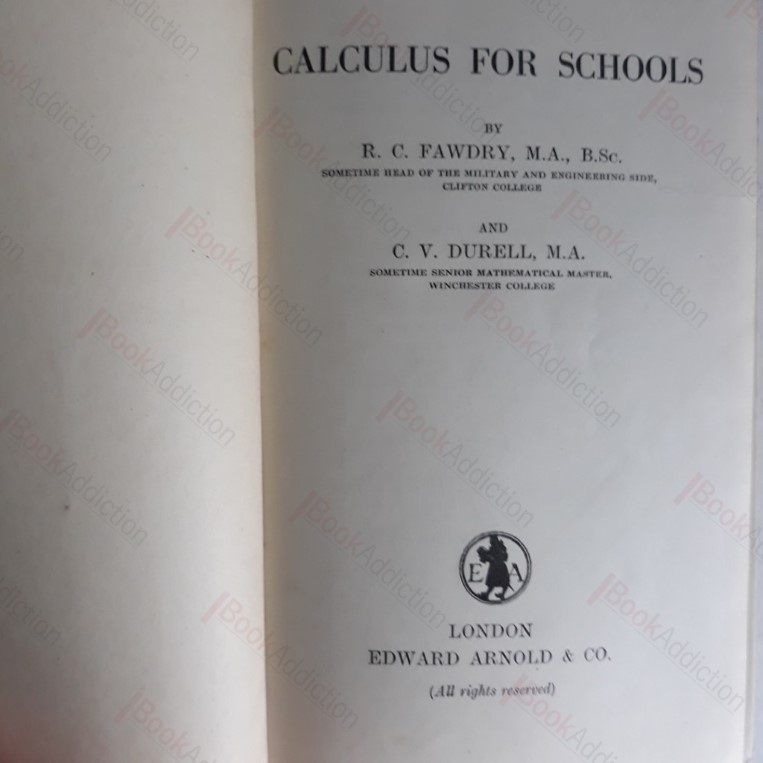 CALCULUS FOR SCHOOLS
BY
R. C. FAWDRY, M.A., B.Sc.
SOMETIME HEAD OF THE MILITARY AND ENGINEERING SIDE,
CLIFTON COLLEGE
AND
C. V. DURELL, M.A.
SOMETIME SENIOR MATHEMATICAL MASTER,
WINCHESTER COLLEGE
E A
LONDON
EDWARD ARNOLD & CO.
(All rights reserved)
BookAddiction